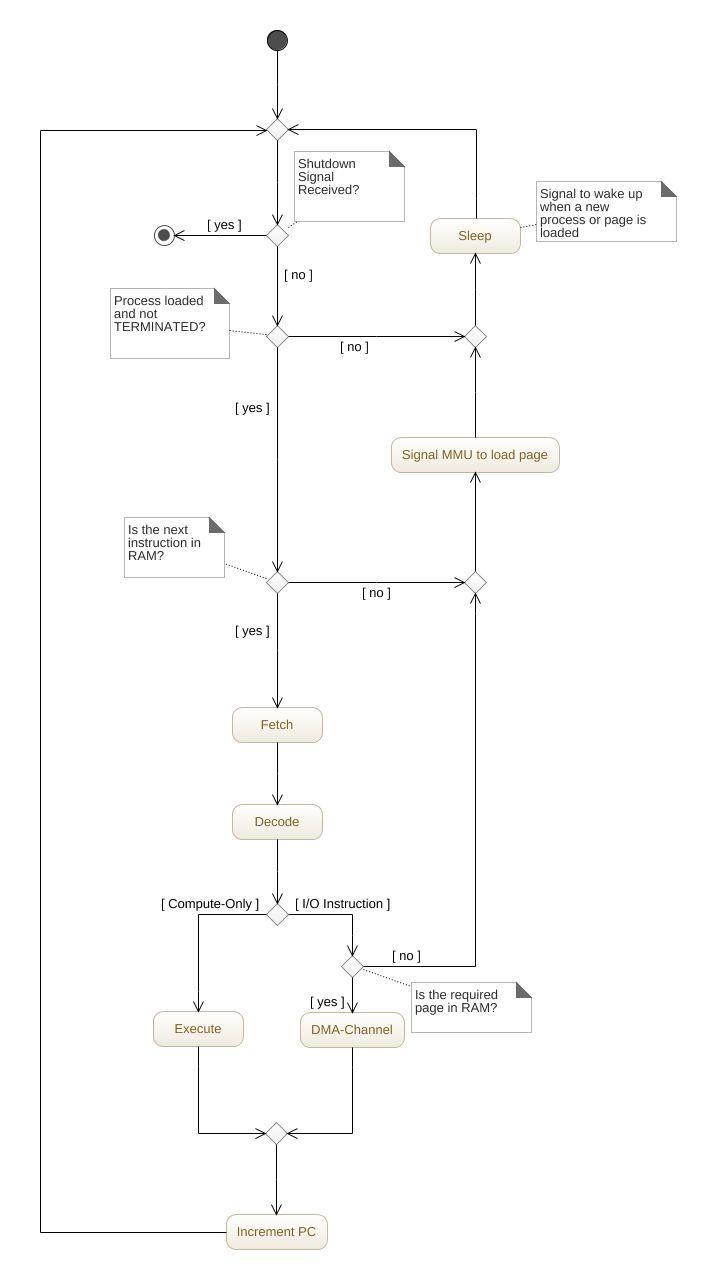 Shutdown
Signal
Received?
Signal to wake up
when a new
process or page is
loaded
[ yes ]
Sleep
[ no ]
Process loaded
and not
TERMINATED?
[ no ]
[ yes ]
Signal MMU to load page
Is the next
instruction in
RAM?
[ no ]
[ yes ]
Fetch
Decode
[ Compute-Only ]
[ I/O Instruction ]
[ no ]
Is the required
page in RAM?
[ yes ]
Execute
DMA-Channel
Increment PC